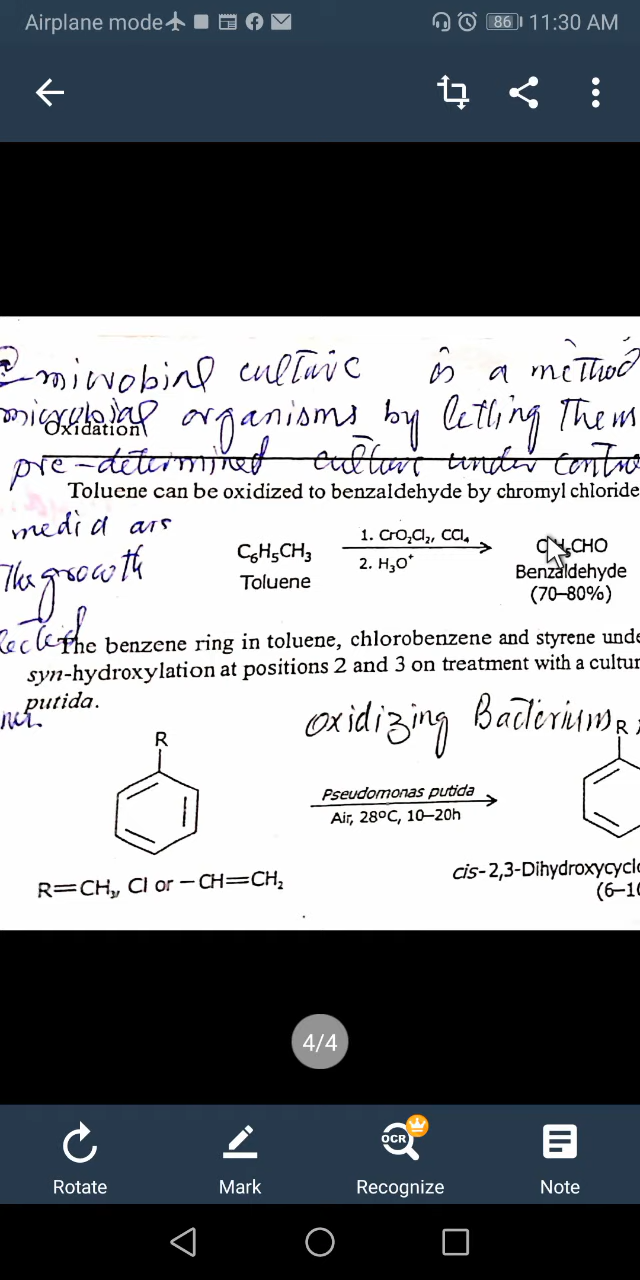 Airplane mode 86 11:30 AM
microbial culture is a method
microbial organisms by letting them
Oxidation
pre-determined culture under contro
Toluene can be oxidized to benzaldehyde by chromyl chloride
media are
1. CrO₂Cl₂, CCl₄
C₆H₅CH₃ CHO
The growth
2. H₃O⁺
Toluene Benzaldehyde
(70–80%)
lected The benzene ring in toluene, chlorobenzene and styrene unde
syn-hydroxylation at positions 2 and 3 on treatment with a cultur
putida.
Oxidizing Bacterium
R R
Pseudomonas putida
Air, 28ºC, 10–20h
cis-2,3-Dihydroxycycl
R=CH₃, Cl or –CH=CH₂
(6–1
4/4
OCR
Rotate Mark Recognize Note